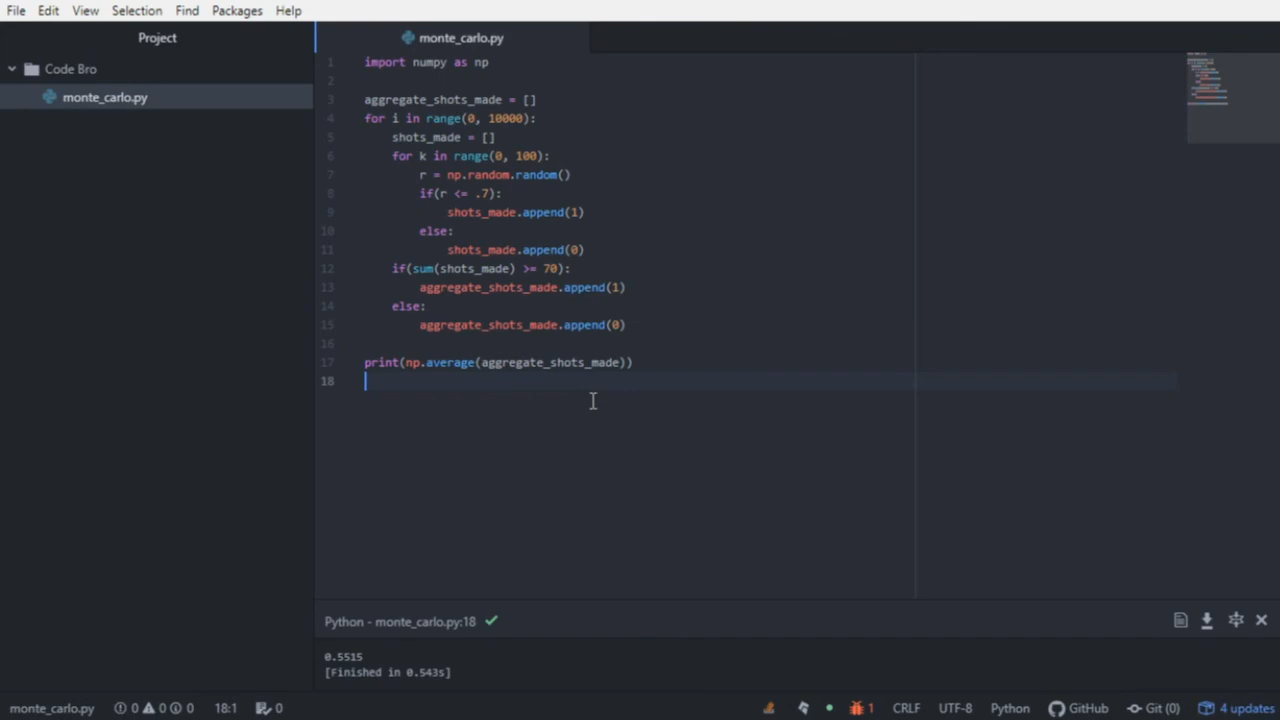 File Edit View Selection Find Packages Help
Project
Code Bro
monte_carlo.py
monte_carlo.py
1 import numpy as np
2
3 aggregate_shots_made = []
4 for i in range(0, 10000):
5     shots_made = []
6     for k in range(0, 100):
7         r = np.random.random()
8         if(r <= .7):
9             shots_made.append(1)
10         else:
11             shots_made.append(0)
12     if(sum(shots_made) >= 70):
13         aggregate_shots_made.append(1)
14     else:
15         aggregate_shots_made.append(0)
16
17 print(np.average(aggregate_shots_made))
18
Python - monte_carlo.py:18
0.5515
[Finished in 0.543s]
monte_carlo.py 0 0 0 18:1 0 1 CRLF UTF-8 Python GitHub Git (0) 4 updates